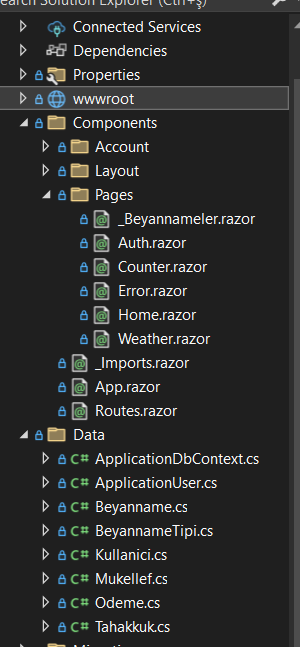 earch Solution Explorer (Ctrl+ş)
Connected Services
Dependencies
Properties
wwwroot
Components
Account
Layout
Pages
_Beyannameler.razor
Auth.razor
Counter.razor
Error.razor
Home.razor
Weather.razor
_Imports.razor
App.razor
Routes.razor
Data
C# ApplicationDbContext.cs
C# ApplicationUser.cs
C# Beyanname.cs
C# BeyannameTipi.cs
C# Kullanici.cs
C# Mukellef.cs
C# Odeme.cs
C# Tahakkuk.cs